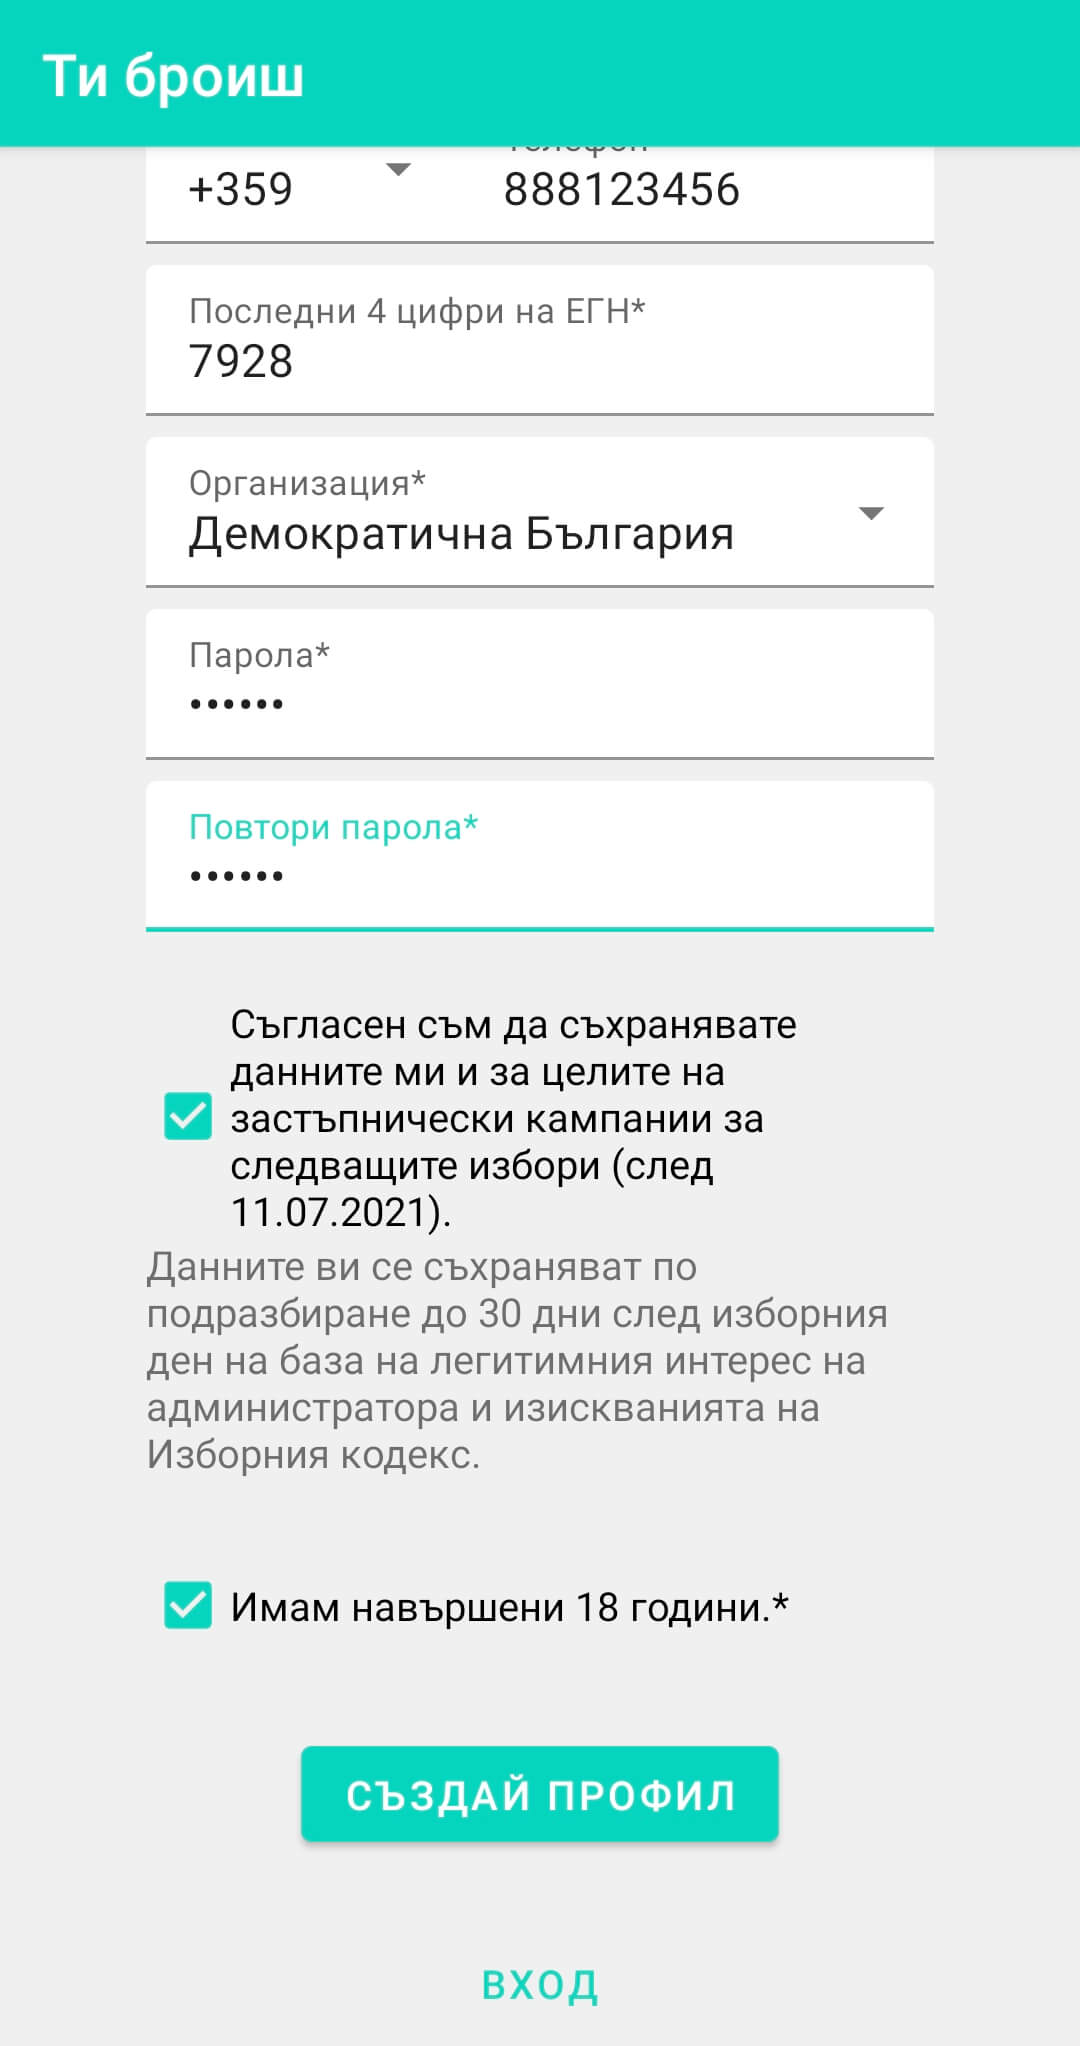 Ти броиш
Телефон
+359
888123456
Последни 4 цифри на ЕГН*
7928
Организация*
Демократична България
Парола*
••••••
Повтори парола*
••••••
Съгласен съм да съхранявате
данните ми и за целите на
застъпнически кампании за
следващите избори (след
11.07.2021).
Данните ви се съхраняват по
подразбиране до 30 дни след изборния
ден на база на легитимния интерес на
администратора и изискванията на
Изборния кодекс.
Имам навършени 18 години.*
СЪЗДАЙ ПРОФИЛ
ВХОД